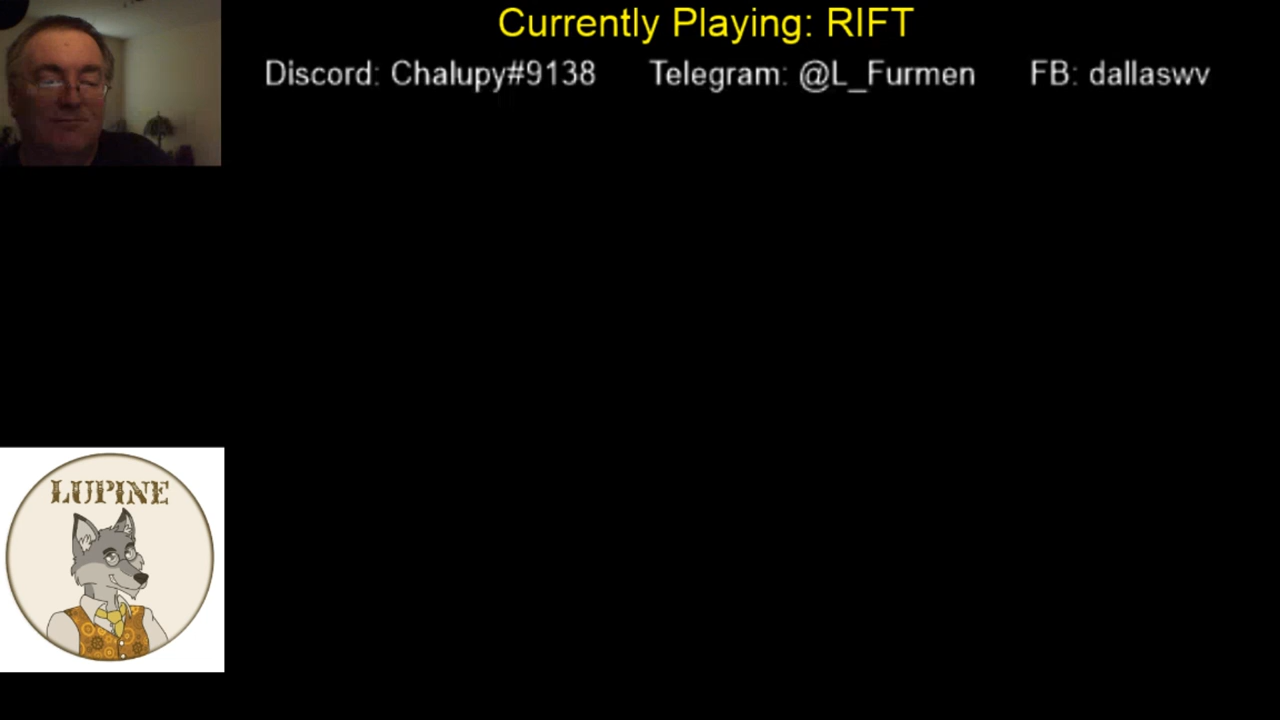 Currently Playing: RIFT
Discord: Chalupy#9138 Telegram: @L_Furmen FB: dallaswv
LUPINE